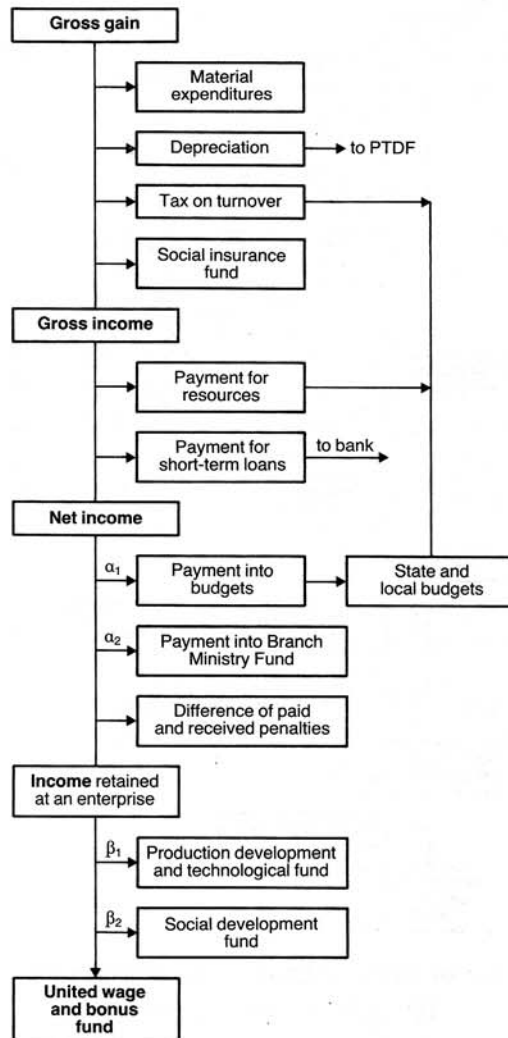 Gross gain
Material
expenditures
Depreciation
to PTDF
Tax on turnover
Social insurance
fund
Gross income
Payment for
resources
Payment for
short-term loans
to bank
Net income
α₁
Payment into
budgets
State and
local budgets
α₂
Payment into Branch
Ministry Fund
Difference of paid
and received penalties
Income retained
at an enterprise
β₁
Production development
and technological fund
β₂
Social development
fund
United wage
and bonus
fund